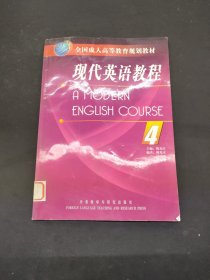 全国成人高等教育规划教材
现代英语教程
A MODERN
ENGLISH COURSE
4
外语教学与研究出版社
FOREIGN LANGUAGE TEACHING AND RESEARCH PRESS